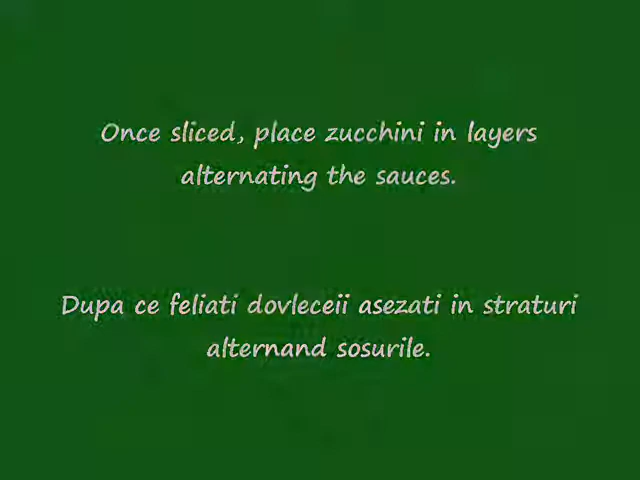 Once sliced, place zucchini in layers
alternating the sauces.
Dupa ce feliati dovleceii asezati in straturi
alternand sosurile.